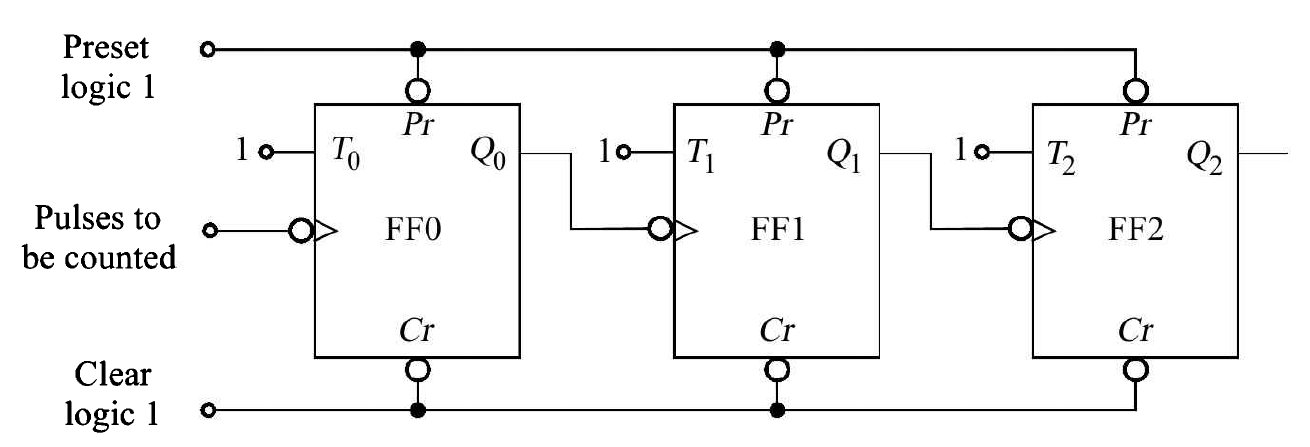 Preset
logic 1
Pr
Pr
Pr
1
T0
Q0
1
T1
Q1
1
T2
Q2
Pulses to
be counted
FF0
FF1
FF2
Cr
Cr
Cr
Clear
logic 1